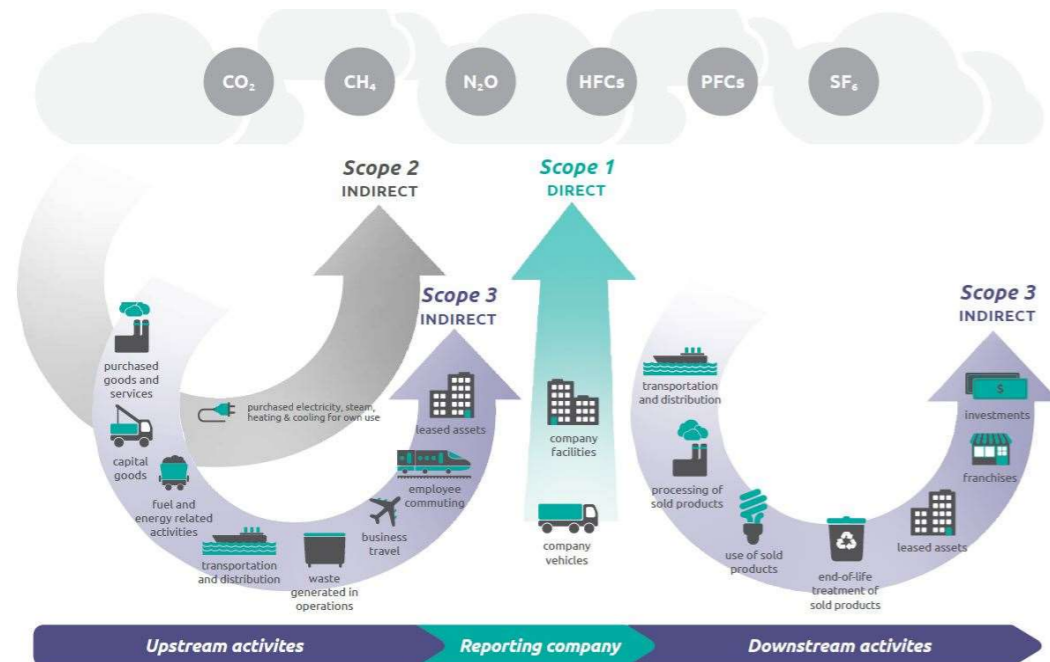 CO₂
CH₄
N₂O
HFCs
PFCs
SF₆
Scope 2
INDIRECT
Scope 1
DIRECT
Scope 3
INDIRECT
Scope 3
INDIRECT
purchased
goods and
services
capital
goods
fuel and
energy related
activities
transportation
and distribution
waste
generated in
operations
business
travel
employee
commuting
leased assets
purchased electricity, steam,
heating & cooling for own use
company
facilities
company
vehicles
transportation
and distribution
processing of
sold products
use of sold
products
end-of-life
treatment of
sold products
leased assets
franchises
$
investments
Upstream activites
Reporting company
Downstream activites